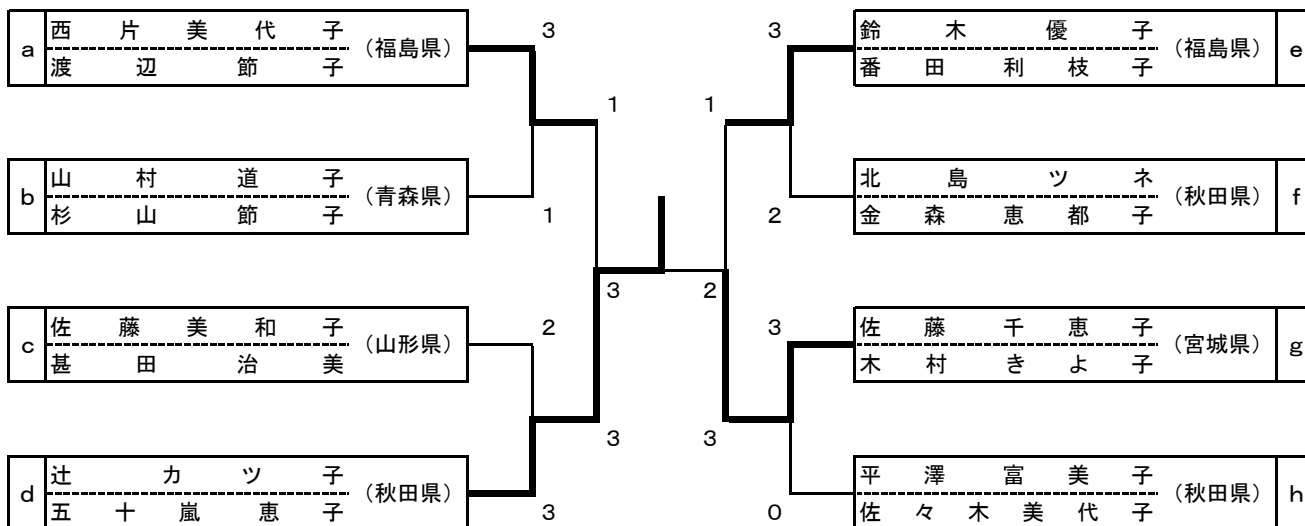 a
西片美代子
渡辺節子
(福島県)
3
1
b
山村道子
杉山節子
(青森県)
1
c
佐藤美和子
甚田治美
(山形県)
2
3
3
d
辻カツ子
五十嵐恵子
(秋田県)
3
3
鈴木優子
番田利枝子
(福島県)
e
1
北島ツネ
金森恵都子
(秋田県)
f
2
2
3
佐藤千恵子
木村きよ子
(宮城県)
g
3
平澤富美子
佐々木美代子
(秋田県)
h
0